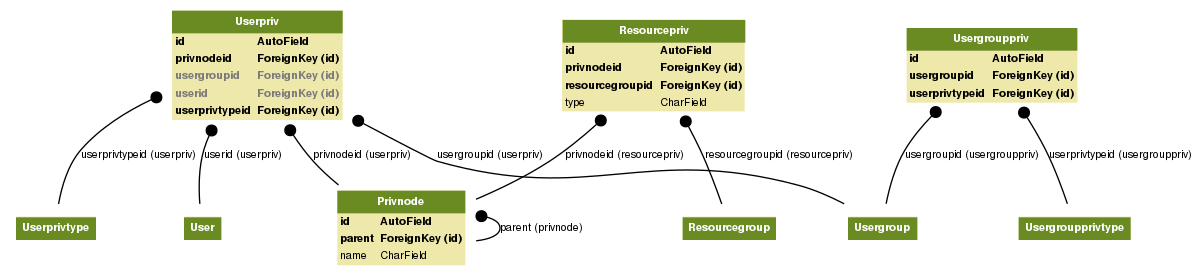 Userpriv
id AutoField
privnodeid ForeignKey (id)
usergroupid ForeignKey (id)
userid ForeignKey (id)
userprivtypeid ForeignKey (id)
Resourcepriv
id AutoField
privnodeid ForeignKey (id)
resourcegroupid ForeignKey (id)
type CharField
Usergrouppriv
id AutoField
usergroupid ForeignKey (id)
userprivtypeid ForeignKey (id)
userprivtypeid (userpriv)
userid (userpriv)
privnodeid (userpriv)
usergroupid (userpriv)
privnodeid (resourcepriv)
resourcegroupid (resourcepriv)
usergroupid (usergrouppriv)
userprivtypeid (usergrouppriv)
Userprivtype
User
Privnode
id AutoField
parent ForeignKey (id)
name CharField
parent (privnode)
Resourcegroup
Usergroup
Usergroupprivtype